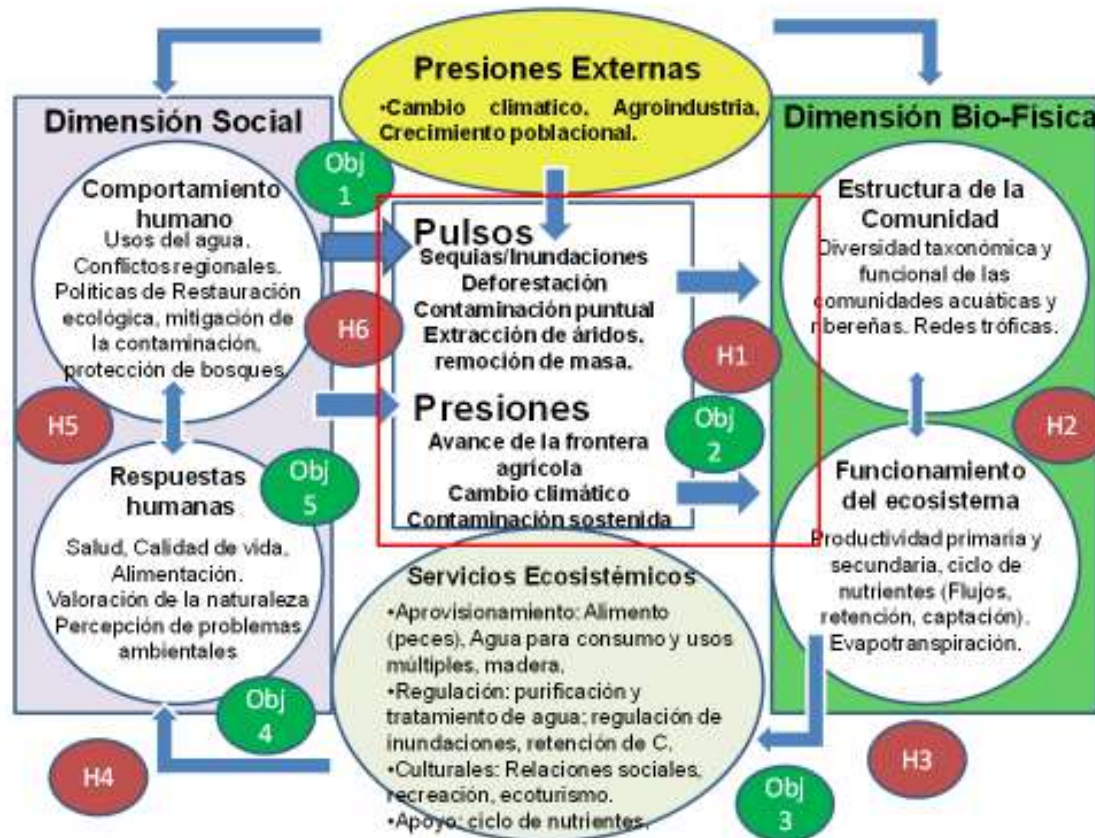 Presiones Externas
•Cambio climatico, Agroindustria,
Crecimiento poblacional.
Dimensión Social
Comportamiento
humano
Usos del agua.
Conflictos regionales.
Politicas de Restauración
ecológica, mitigación de
la contaminación,
protección de bosques.
Respuestas
humanas
Salud, Calidad de vida,
Alimentación.
Valoración de la naturaleza
Percepción de problemas
ambientales
Obj
1
H6
H5
Obj
5
Obj
4
H4
Pulsos
Sequias/Inundaciones
Deforestación
Contaminación puntual
Extracción de áridos.
remoción de masa.
Presiones
Avance de la frontera
agrícola
Cambio climático
Contaminación sostenida
H1
Obj
2
Servicios Ecosistémicos
•Aprovisionamiento: Alimento
(peces), Agua para consumo y usos
múltiples, madera.
•Regulación: purificación y
tratamiento de agua; regulación de
inundaciones, retención de C.
•Culturales: Relaciones sociales,
recreación, ecoturismo.
•Apoyo: ciclo de nutrientes.
Dimensión Bio-Física
Estructura de la
Comunidad
Diversidad taxonómica y
funcional de las
comunidades acuáticas y
ribereñas. Redes tróficas.
H2
Funcionamiento
del ecosistema
Productividad primaria y
secundaria, ciclo de
nutrientes (Flujos,
retención, captación).
Evapotranspiración.
H3
Obj
3